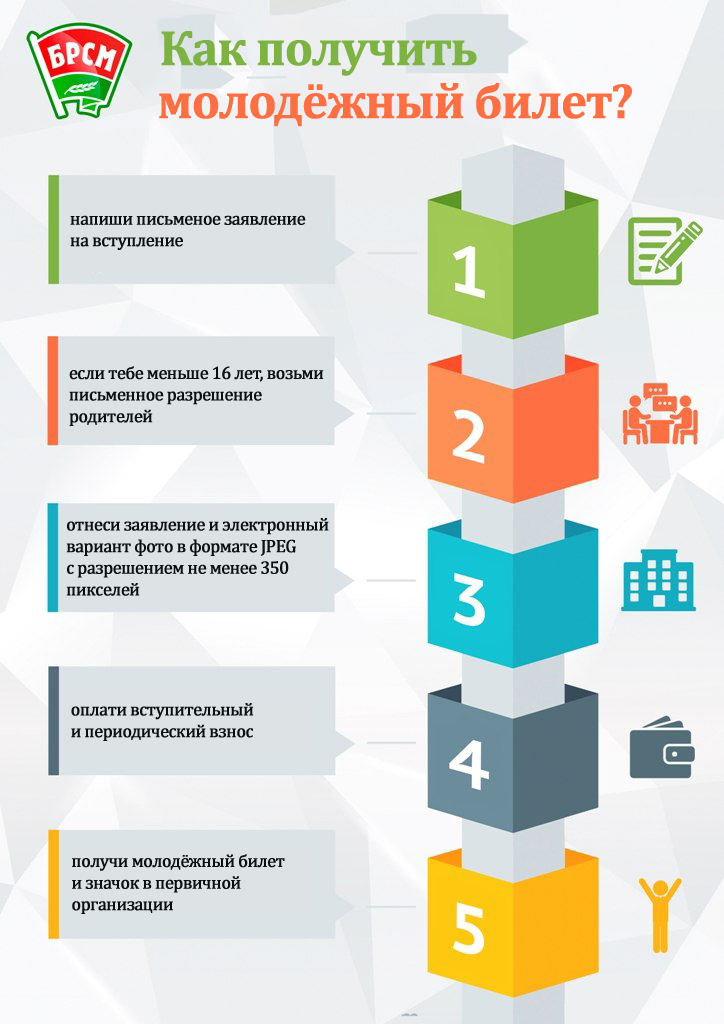 БРСМ
Как получить
молодёжный билет?
напиши письменое заявление
на вступление
1
если тебе меньше 16 лет, возьми
письменное разрешение
родителей
2
отнеси заявление и электронный
вариант фото в формате JPEG
с разрешением не менее 350
пикселей
3
оплати вступительный
и периодический взнос
4
получи молодёжный билет
и значок в первичной
организации
5